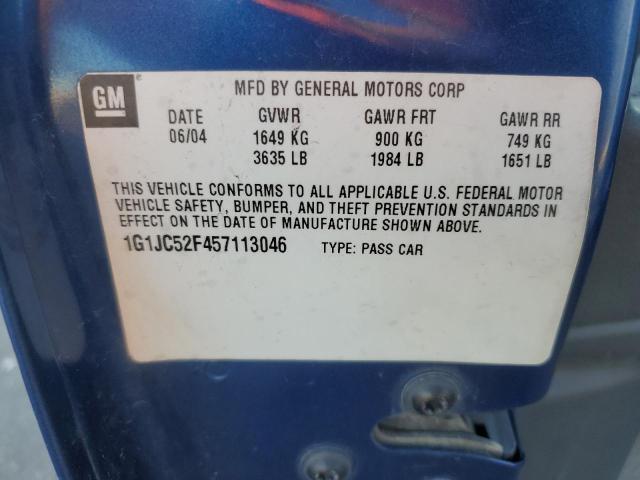 GM
MFD BY GENERAL MOTORS CORP
DATE GVWR GAWR FRT GAWR RR
06/04 1649 KG 900 KG 749 KG
3635 LB 1984 LB 1651 LB
THIS VEHICLE CONFORMS TO ALL APPLICABLE U.S. FEDERAL MOTOR
VEHICLE SAFETY, BUMPER, AND THEFT PREVENTION STANDARDS IN
EFFECT ON THE DATE OF MANUFACTURE SHOWN ABOVE.
1G1JC52F457113046 TYPE: PASS CAR